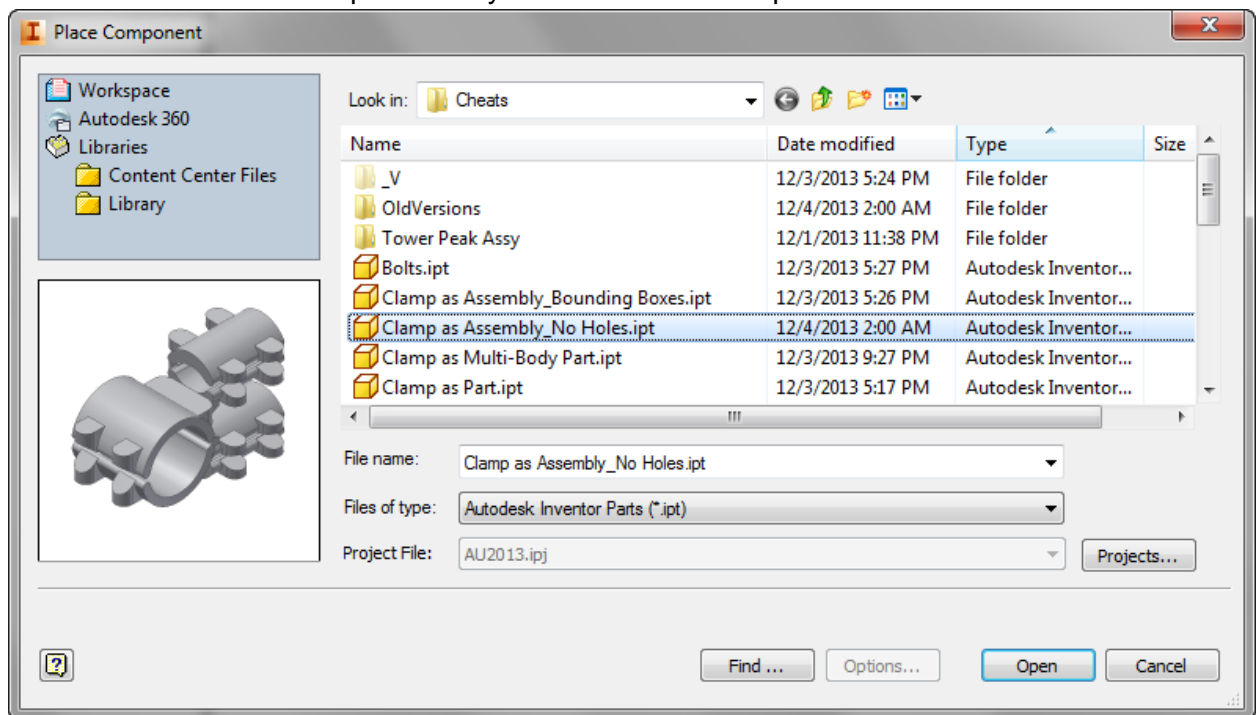 Place Component
Workspace
Autodesk 360
Libraries
Content Center Files
Library
Look in: Cheats
Name Date modified Type Size
_V 12/3/2013 5:24 PM File folder
OldVersions 12/4/2013 2:00 AM File folder
Tower Peak Assy 12/1/2013 11:38 PM File folder
Bolts.ipt 12/3/2013 5:27 PM Autodesk Inventor...
Clamp as Assembly_Bounding Boxes.ipt 12/3/2013 5:26 PM Autodesk Inventor...
Clamp as Assembly_No Holes.ipt 12/4/2013 2:00 AM Autodesk Inventor...
Clamp as Multi-Body Part.ipt 12/3/2013 9:27 PM Autodesk Inventor...
Clamp as Part.ipt 12/3/2013 5:17 PM Autodesk Inventor...
File name: Clamp as Assembly_No Holes.ipt
Files of type: Autodesk Inventor Parts (*.ipt)
Project File: AU2013.ipj Projects...
Find ... Options... Open Cancel